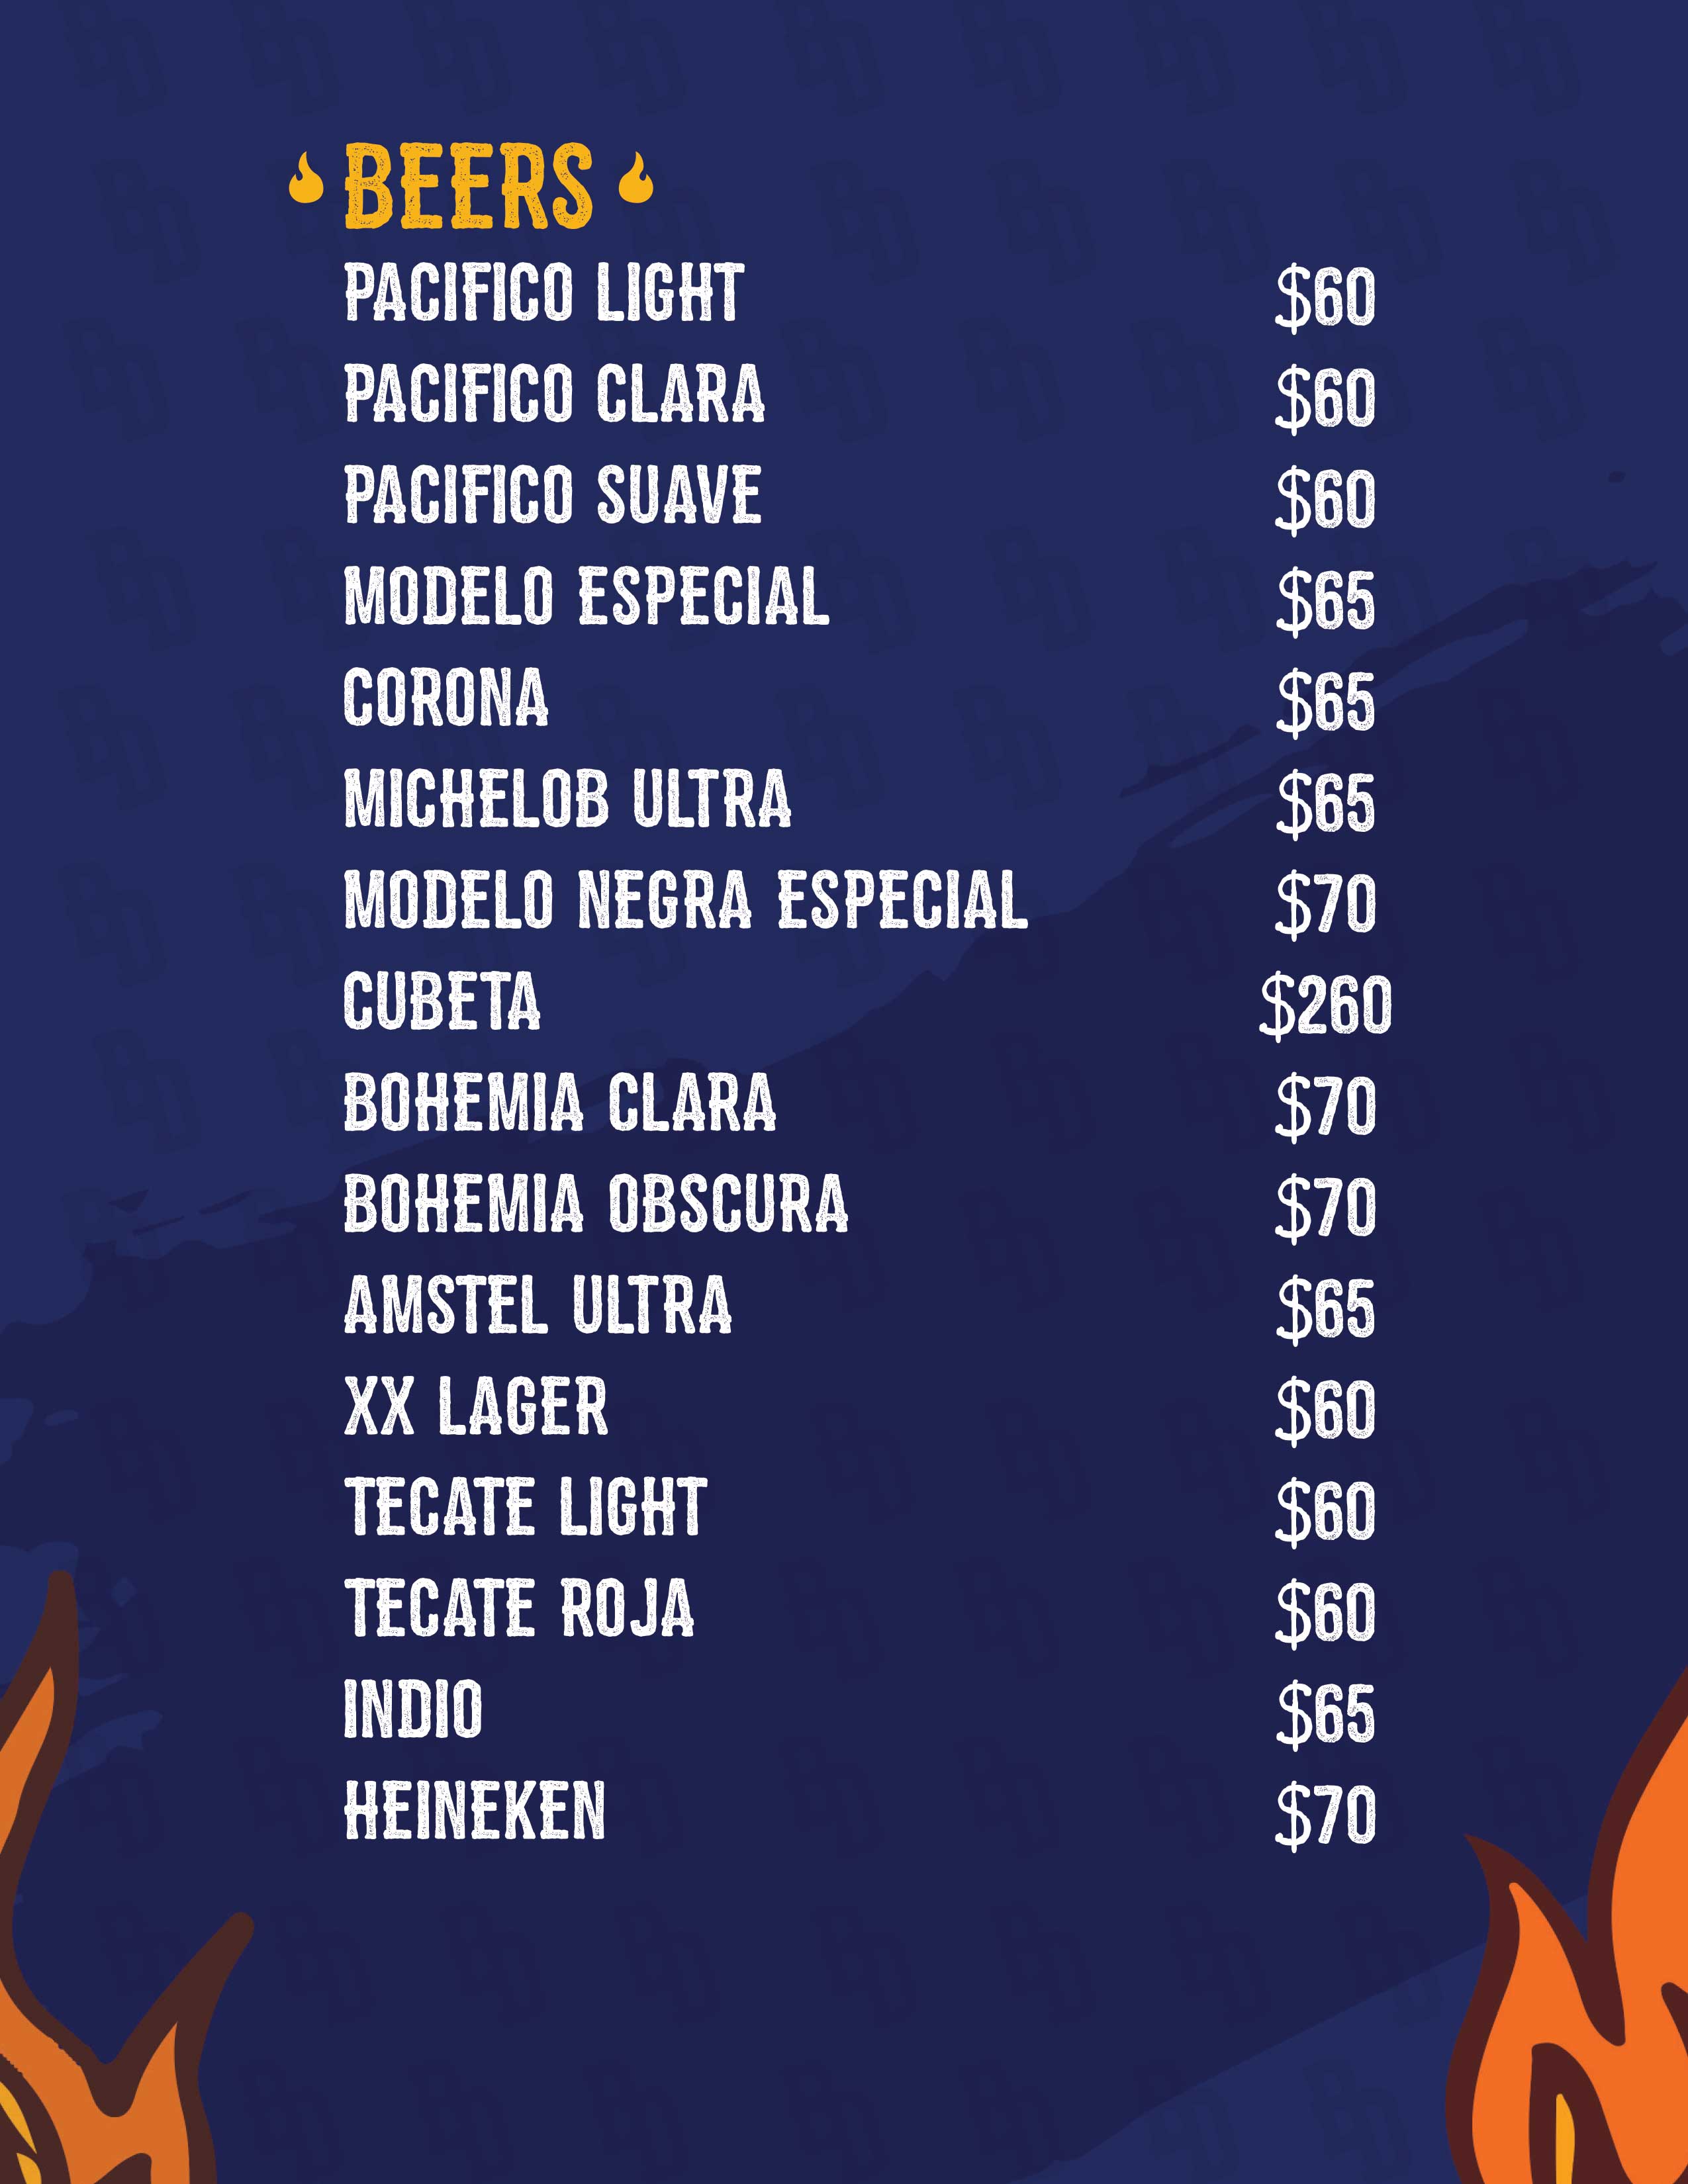 BEERS
PACIFICO LIGHT $60
PACIFICO CLARA $60
PACIFICO SUAVE $60
MODELO ESPECIAL $65
CORONA $65
MICHELOB ULTRA $65
MODELO NEGRA ESPECIAL $70
CUBETA $260
BOHEMIA CLARA $70
BOHEMIA OBSCURA $70
AMSTEL ULTRA $65
XX LAGER $60
TECATE LIGHT $60
TECATE ROJA $60
INDIO $65
HEINEKEN $70